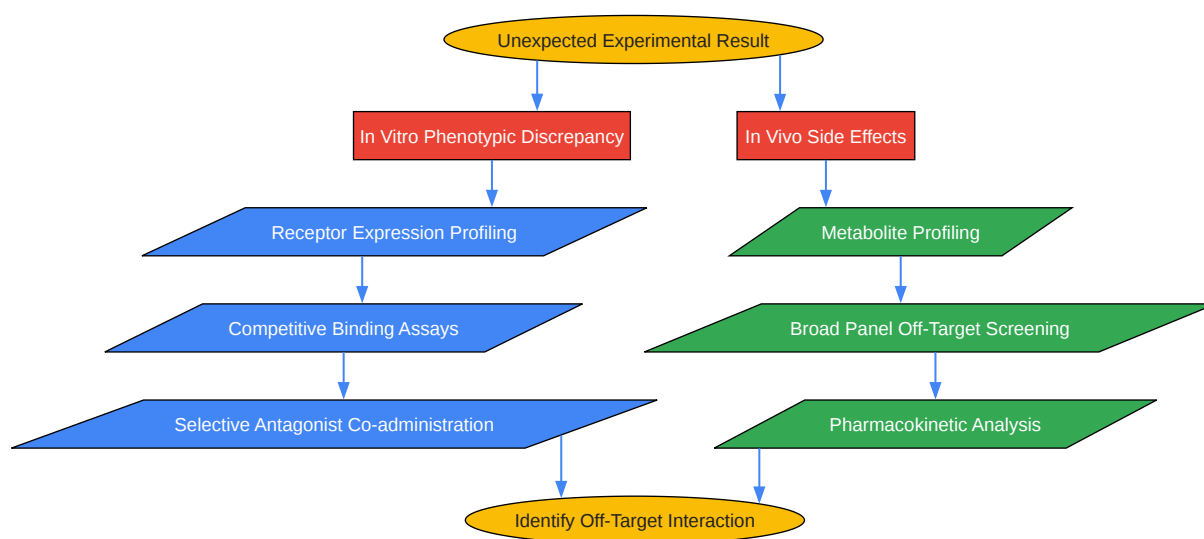 Unexpected Experimental Result
In Vitro Phenotypic Discrepancy
In Vivo Side Effects
Receptor Expression Profiling
Metabolite Profiling
Competitive Binding Assays
Broad Panel Off-Target Screening
Selective Antagonist Co-administration
Pharmacokinetic Analysis
Identify Off-Target Interaction